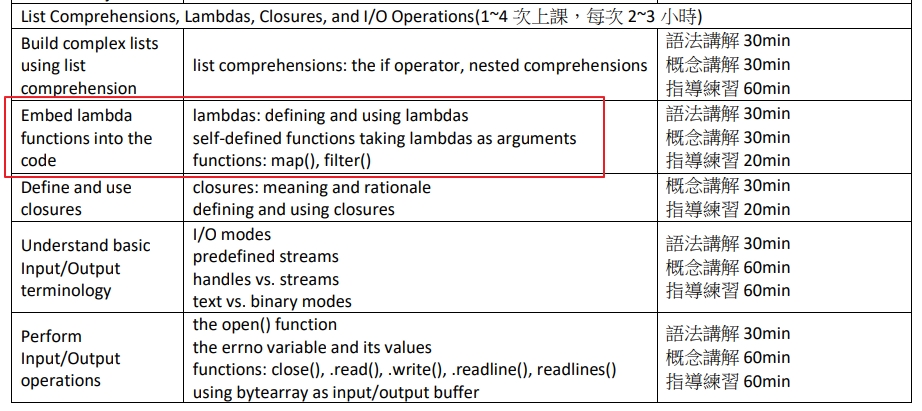 List Comprehensions, Lambdas, Closures, and I/O Operations(1~4 次上課，每次 2~3 小時)
Build complex lists
using list
comprehension
list comprehensions: the if operator, nested comprehensions
語法講解 30min
概念講解 30min
指導練習 60min
Embed lambda
functions into the
code
lambdas: defining and using lambdas
self-defined functions taking lambdas as arguments
functions: map(), filter()
語法講解 30min
概念講解 30min
指導練習 20min
Define and use
closures
closures: meaning and rationale
defining and using closures
概念講解 30min
指導練習 20min
Understand basic
Input/Output
terminology
I/O modes
predefined streams
handles vs. streams
text vs. binary modes
語法講解 30min
概念講解 60min
指導練習 60min
Perform
Input/Output
operations
the open() function
the errno variable and its values
functions: close(), .read(), .write(), .readline(), readlines()
using bytearray as input/output buffer
語法講解 30min
概念講解 60min
指導練習 60min